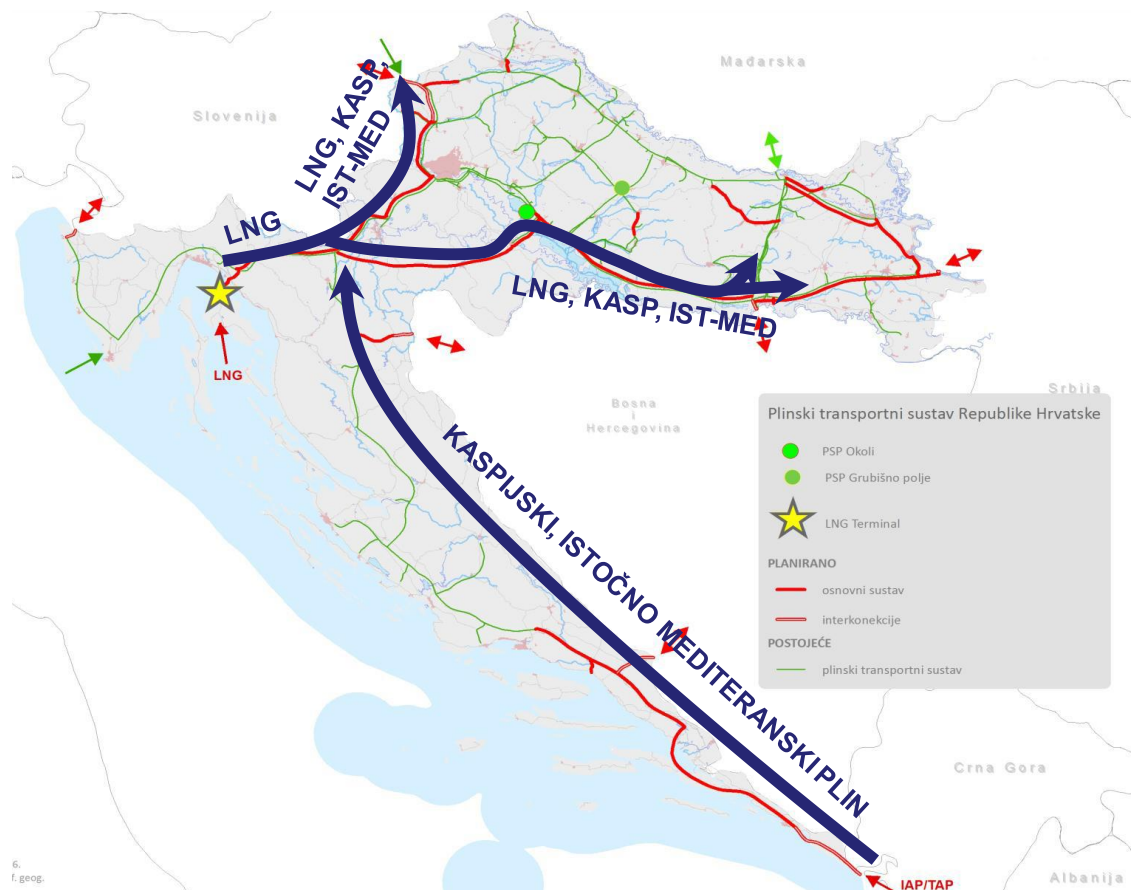 Mađarska
Slovenija
LNG, KASP,
IST-MED
LNG
LNG, KASP, IST-MED
LNG
Srbija
Bosna
i
Hercegovina
Plinski transportni sustav Republike Hrvatske
PSP Okoli
PSP Grubišno polje
LNG Terminal
PLANIRANO
osnovni sustav
interkonekcije
POSTOJEĆE
plinski transportni sustav
KASPIJSKI, ISTOČNO MEDITERANSKI PLIN
Crna Gora
6.
f. geog.
IAP/TAP
Albanija